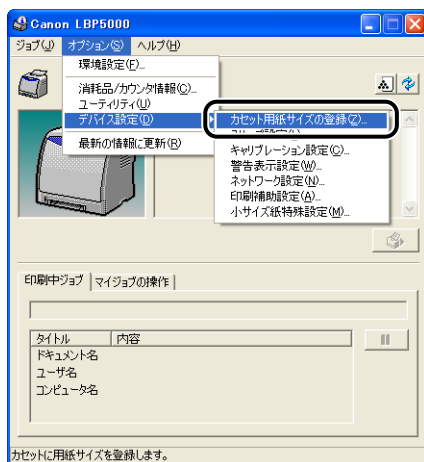 Canon LBP5000
ジョブ(J) オプション(S) ヘルプ(H)
環境設定(F)...
消耗品/カウンタ情報(C)...
ユーティリティ(U)
デバイス設定(D)
最新の情報に更新(R)
カセット用紙サイズの登録(Z)...
キャリブレーション設定(C)...
警告表示設定(W)...
ネットワーク設定(N)...
印刷補助設定(A)...
小サイズ紙特殊設定(M)...
印刷中ジョブ マイジョブの操作
タイトル 内容
ドキュメント名
ユーザ名
コンピュータ名
カセットに用紙サイズを登録します。